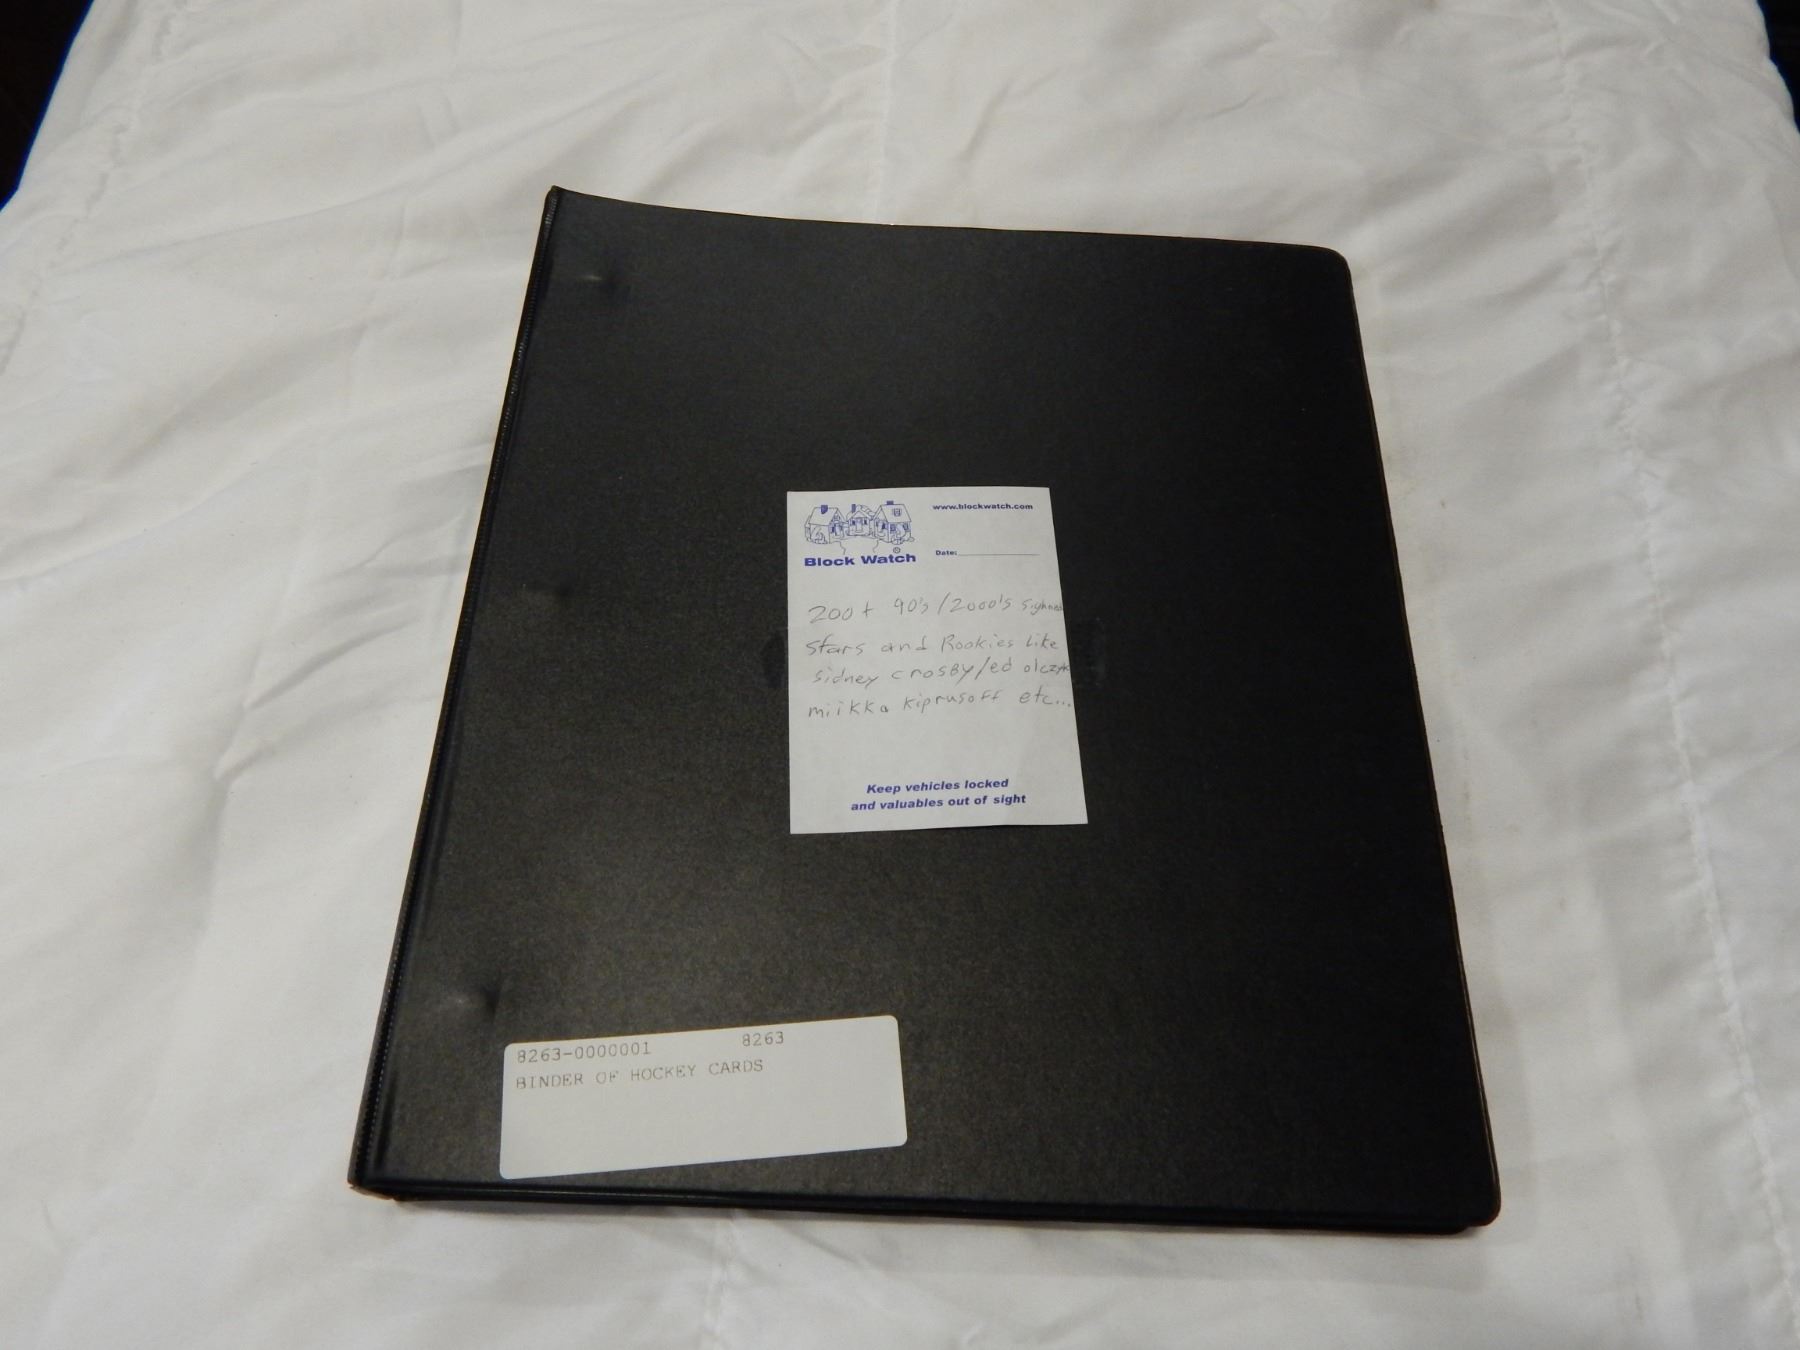 www.blockwatch.com
Block Watch ®
Date:
200+ 90's/2000's sighned
stars and Rookies Like
sidney crosby/ed olczyk
miikka kiprusoff etc...
Keep vehicles locked
and valuables out of sight
8263-0000001 8263
BINDER OF HOCKEY CARDS